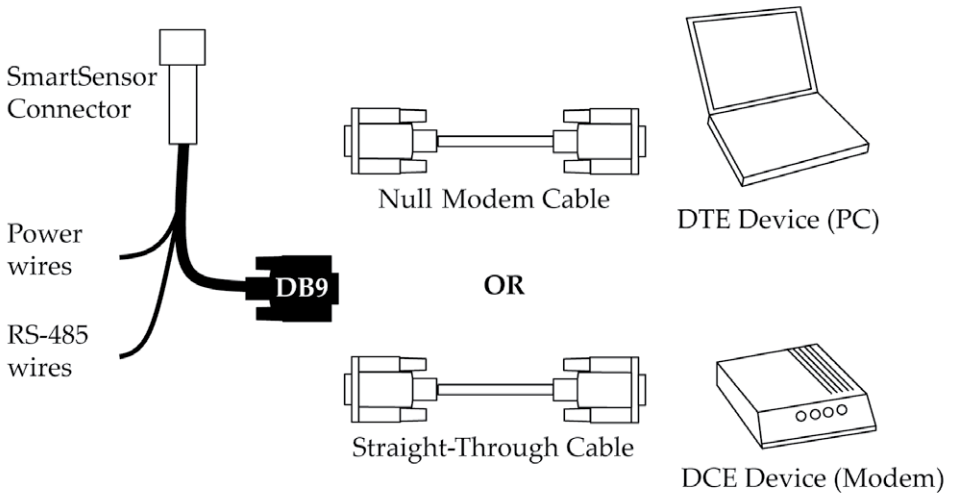 SmartSensor
Connector
Null Modem Cable
DTE Device (PC)
Power
wires
DB9
OR
RS-485
wires
Straight-Through Cable
DCE Device (Modem)